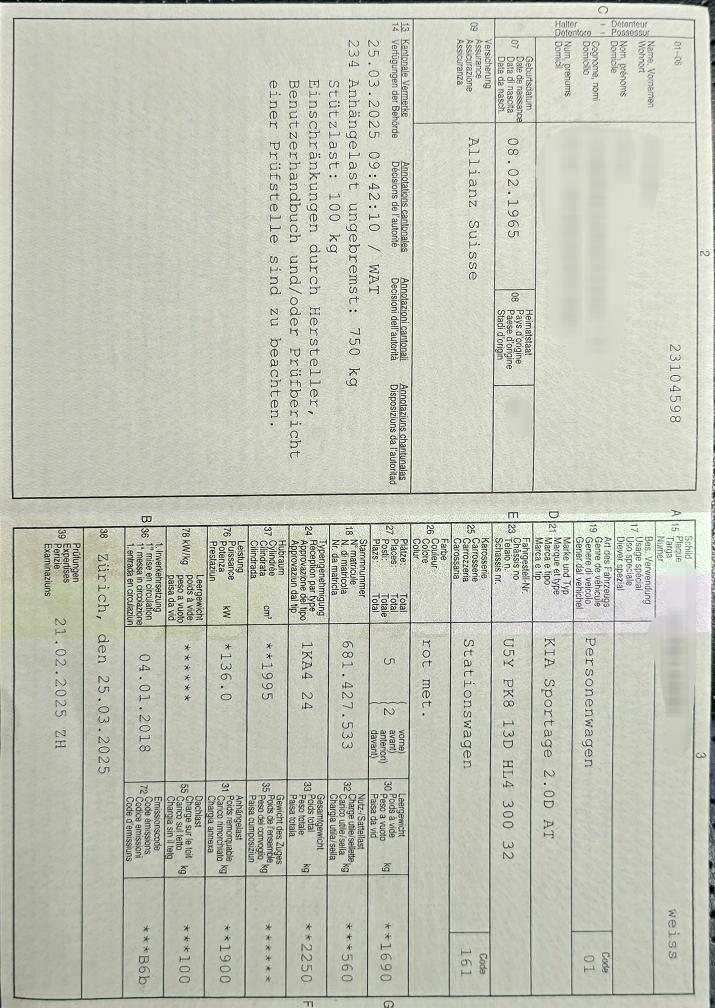 2
C
Halter - Détenteur
Detentore - Possessur
01-06
Name, Vornamen
Wohnort
Nom, prénoms
Domicile
Cognome, nomi
Domicilio
Num, prenums
Domicil
23104598
07
Geburtsdatum
Date de naissance
Data di nascita
Data da nasch.
08.02.1965
08
Heimatstaat
Pays d'origine
Paese d'origine
Stadi d'origin
09
Versicherung
Assurance
Assicurazione
Assicuranza
Allianz Suisse
13 Kantonale Vermerke Annotations cantonales Annotazioni cantonali Annotaziuns chantunalas
14 Verfügungen der Behörde Décisions de l'autorité Decisioni dell'autorità Disposiziuns da l'autoritad
25.03.2025 09:42:10 / WAT
234 Anhängelast ungebremst: 750 kg
Stützlast: 100 kg
Einschränkungen durch Hersteller,
Benutzerhandbuch und/oder Prüfbericht
einer Prüfstelle sind zu beachten.
3
A
15
Schild
Plaque
Targa
Numer
weiss
17
Bes. Verwendung
Usage spécial
Uso speciale
Diever spezial
19
Art des Fahrzeugs
Genre de véhicule
Genere di veicolo
Gener da vehichel
Personenwagen
Code
01
D
21
Marke und Typ
Marque et type
Marca e tipo
Marca e tip
KIA Sportage 2.0D AT
E
23
Fahrgestell-Nr.
Châssis no
Telaio n.
Schassis nr.
U5Y PK8 13D HL4 300 32
25
Karosserie
Carrosserie
Carrozzeria
Carossaria
Stationswagen
Code
161
26
Farbe
Couleur
Colore
Colur
rot met.
27
Plätze: Total
Places: Total
Posti: Totale
Plazs: Total
5
2
vorne)
avant)
anteriori)
davant)
30
Leergewicht
Poids à vide
Peso a vuoto
Paisa da vid
kg
**1690
G
18
Stammnummer
N° matricule
N. di matricola
Nr. da matricla
681.427.533
32
Nutz-/Sattellast
Charge utile/sellette
Carico utile/sella
Chargia utila/sella
kg
***560
24
Typengenehmigung
Réception par type
Approvazione del tipo
Approvaziun dal tip
1KA4 24
33
Gesamtgewicht
Poids total
Peso totale
Paisa totala
kg
**2250
F
37
Hubraum
Cylindrée
Cilindrata
Cilindrada
cm³
**1995
35
Gewicht des Zuges
Poids de l'ensemble
Peso del convoglio
Paisa cumposiziun
kg
******
76
Leistung
Puissance
Potenza
Prestaziun
kW
*136.0
31
Anhängelast
Poids remorquable
Carico rimorchiato
Chargia annexa
kg
**1900
78 kW/kg
Leergewicht
poids à vide
peso a vuoto
paisa da vid
******
55
Dachlast
Charge sur le toit
Carico sul tetto
Chargia sin il tetg
kg
***100
B
36
1. Inverkehrsetzung
1re mise en circulation
1a messa in circolazione
1. entrada en circulaziun
04.01.2018
72
Emissionscode
Code émissions
Codice emissioni
Code d'emissiuns
***B6b
38 Zürich, den 25.03.2025
39
Prüfungen
Expertises
Perizie
Examinaziuns
21.02.2025 ZH